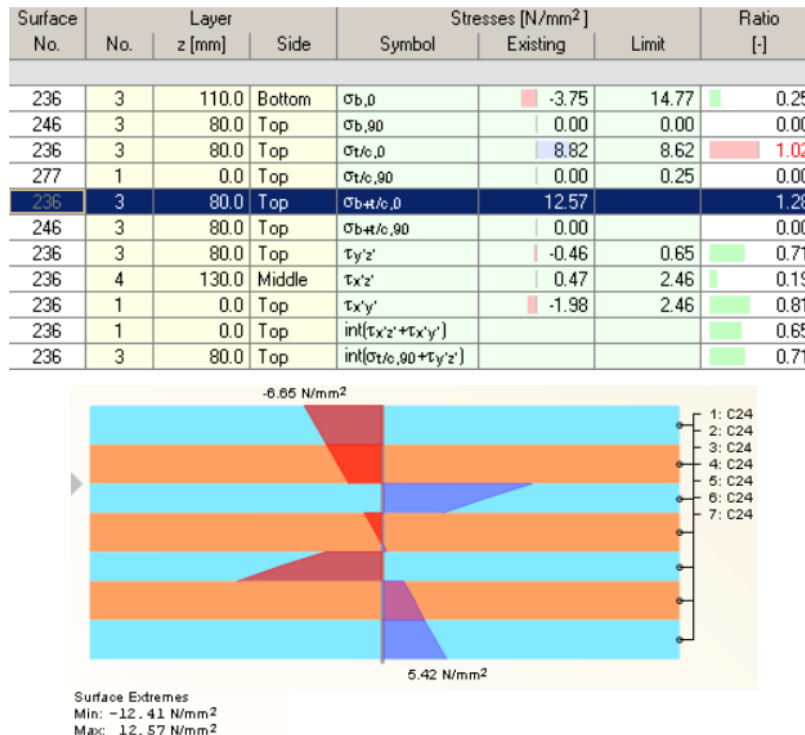 Surface Layer Stresses [N/mm²] Ratio
No. No. z [mm] Side Symbol Existing Limit [-]
236 3 110.0 Bottom σb,0 -3.75 14.77 0.25
246 3 80.0 Top σb,90 0.00 0.00 0.00
236 3 80.0 Top σt/c,0 8.82 8.62 1.02
277 1 0.0 Top σt/c,90 0.00 0.25 0.00
236 3 80.0 Top σb+t/c,0 12.57 1.28
246 3 80.0 Top σb+t/c,90 0.00 0.00
236 3 80.0 Top τy'z' -0.46 0.65 0.71
236 4 130.0 Middle τx'z' 0.47 2.46 0.19
236 1 0.0 Top τx'y' -1.98 2.46 0.81
236 1 0.0 Top int(τx'z'+τx'y') 0.65
236 3 80.0 Top int(σt/c,90+τy'z') 0.71
-6.65 N/mm²
1: C24
2: C24
3: C24
4: C24
5: C24
6: C24
7: C24
5.42 N/mm²
Surface Extremes
Min: -12.41 N/mm²
Max: 12.57 N/mm²